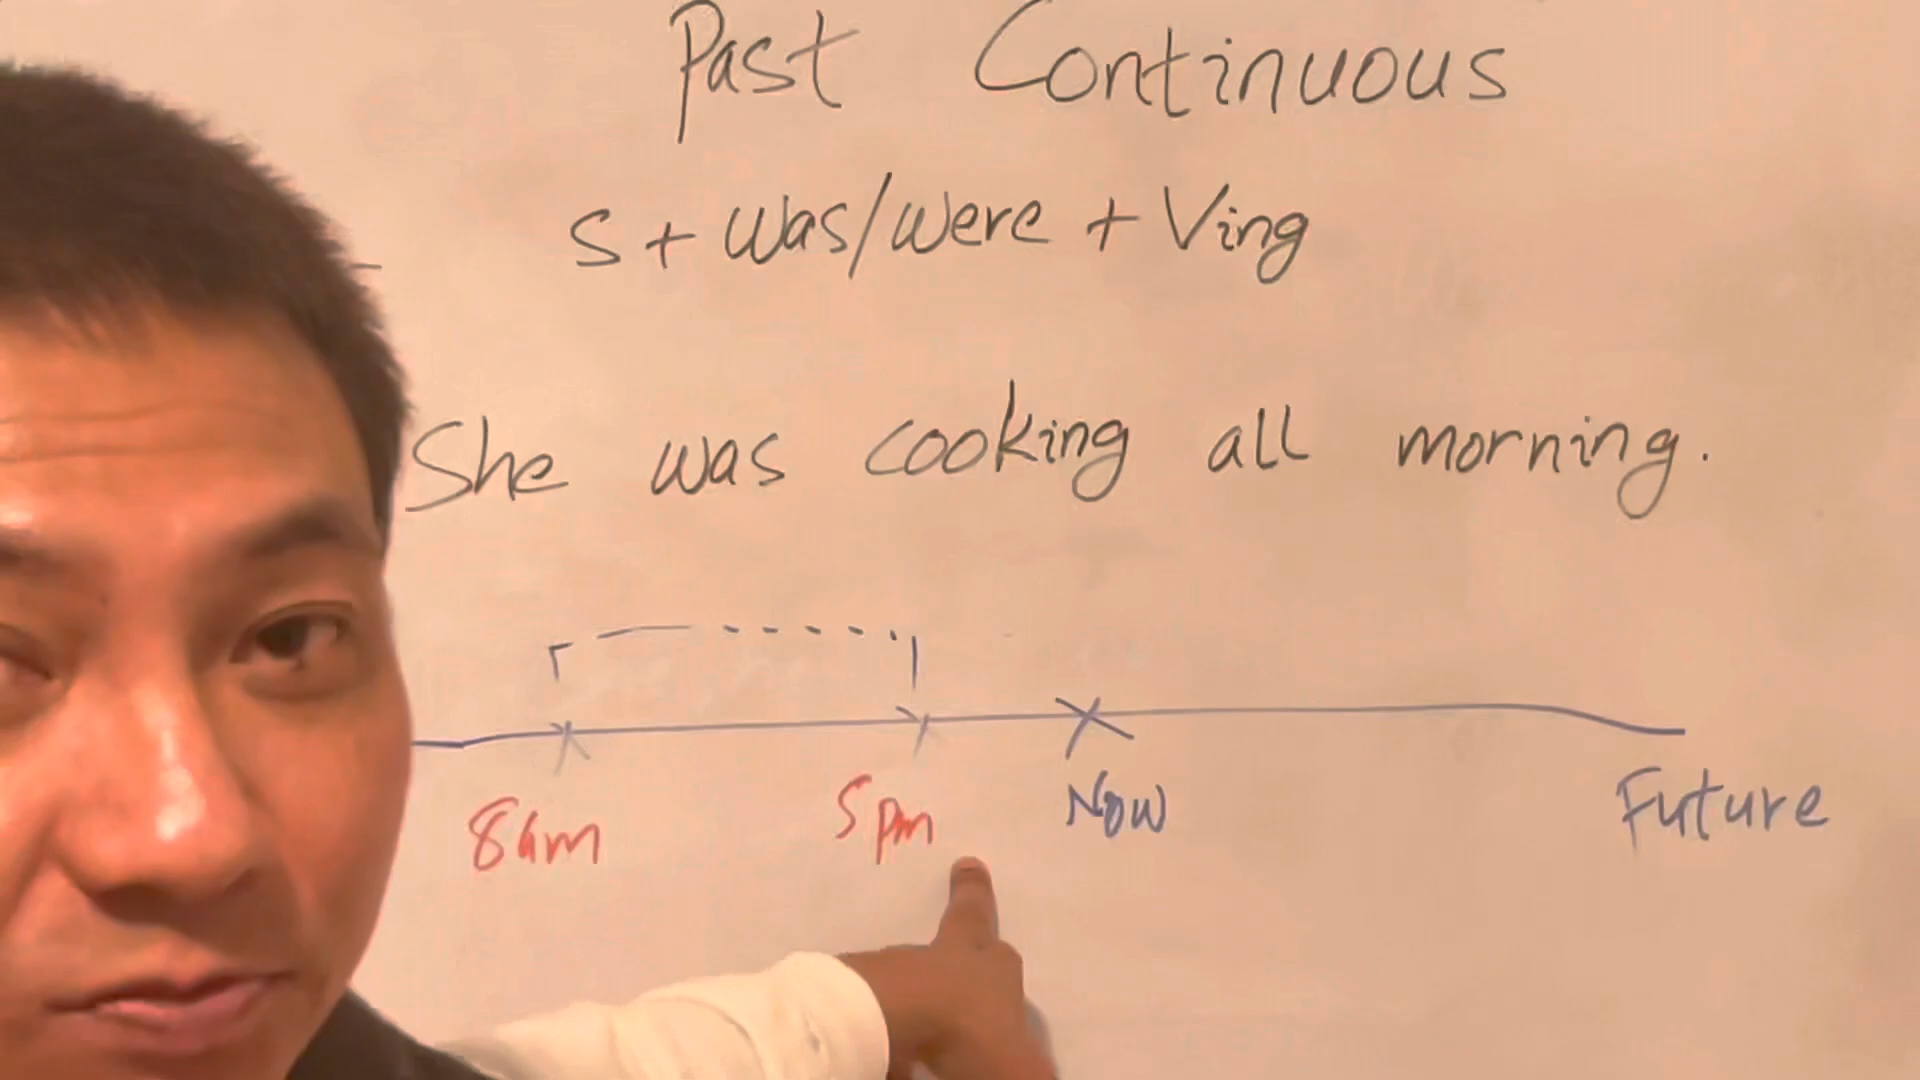 Past Continuous
S + Was/Were + Ving
She was cooking all morning.
8am 5pm Now Future